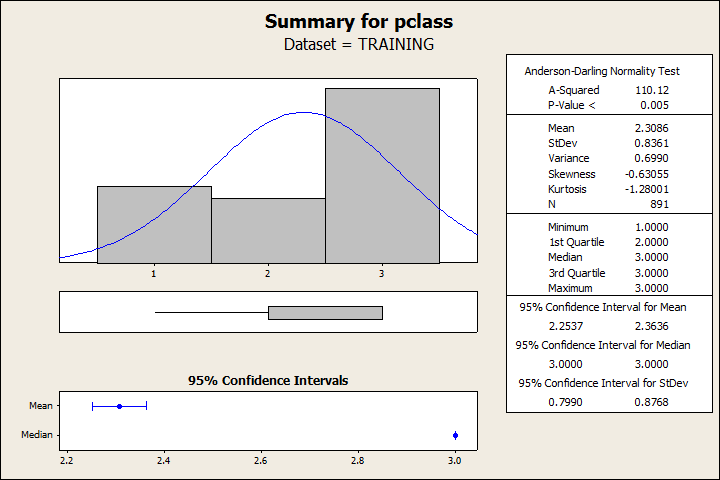 Summary for pclass
Dataset = TRAINING
1 2 3
95% Confidence Intervals
Mean
Median
2.2 2.4 2.6 2.8 3.0
Anderson-Darling Normality Test
A-Squared 110.12
P-Value < 0.005
Mean 2.3086
StDev 0.8361
Variance 0.6990
Skewness -0.63055
Kurtosis -1.28001
N 891
Minimum 1.0000
1st Quartile 2.0000
Median 3.0000
3rd Quartile 3.0000
Maximum 3.0000
95% Confidence Interval for Mean
2.2537 2.3636
95% Confidence Interval for Median
3.0000 3.0000
95% Confidence Interval for StDev
0.7990 0.8768